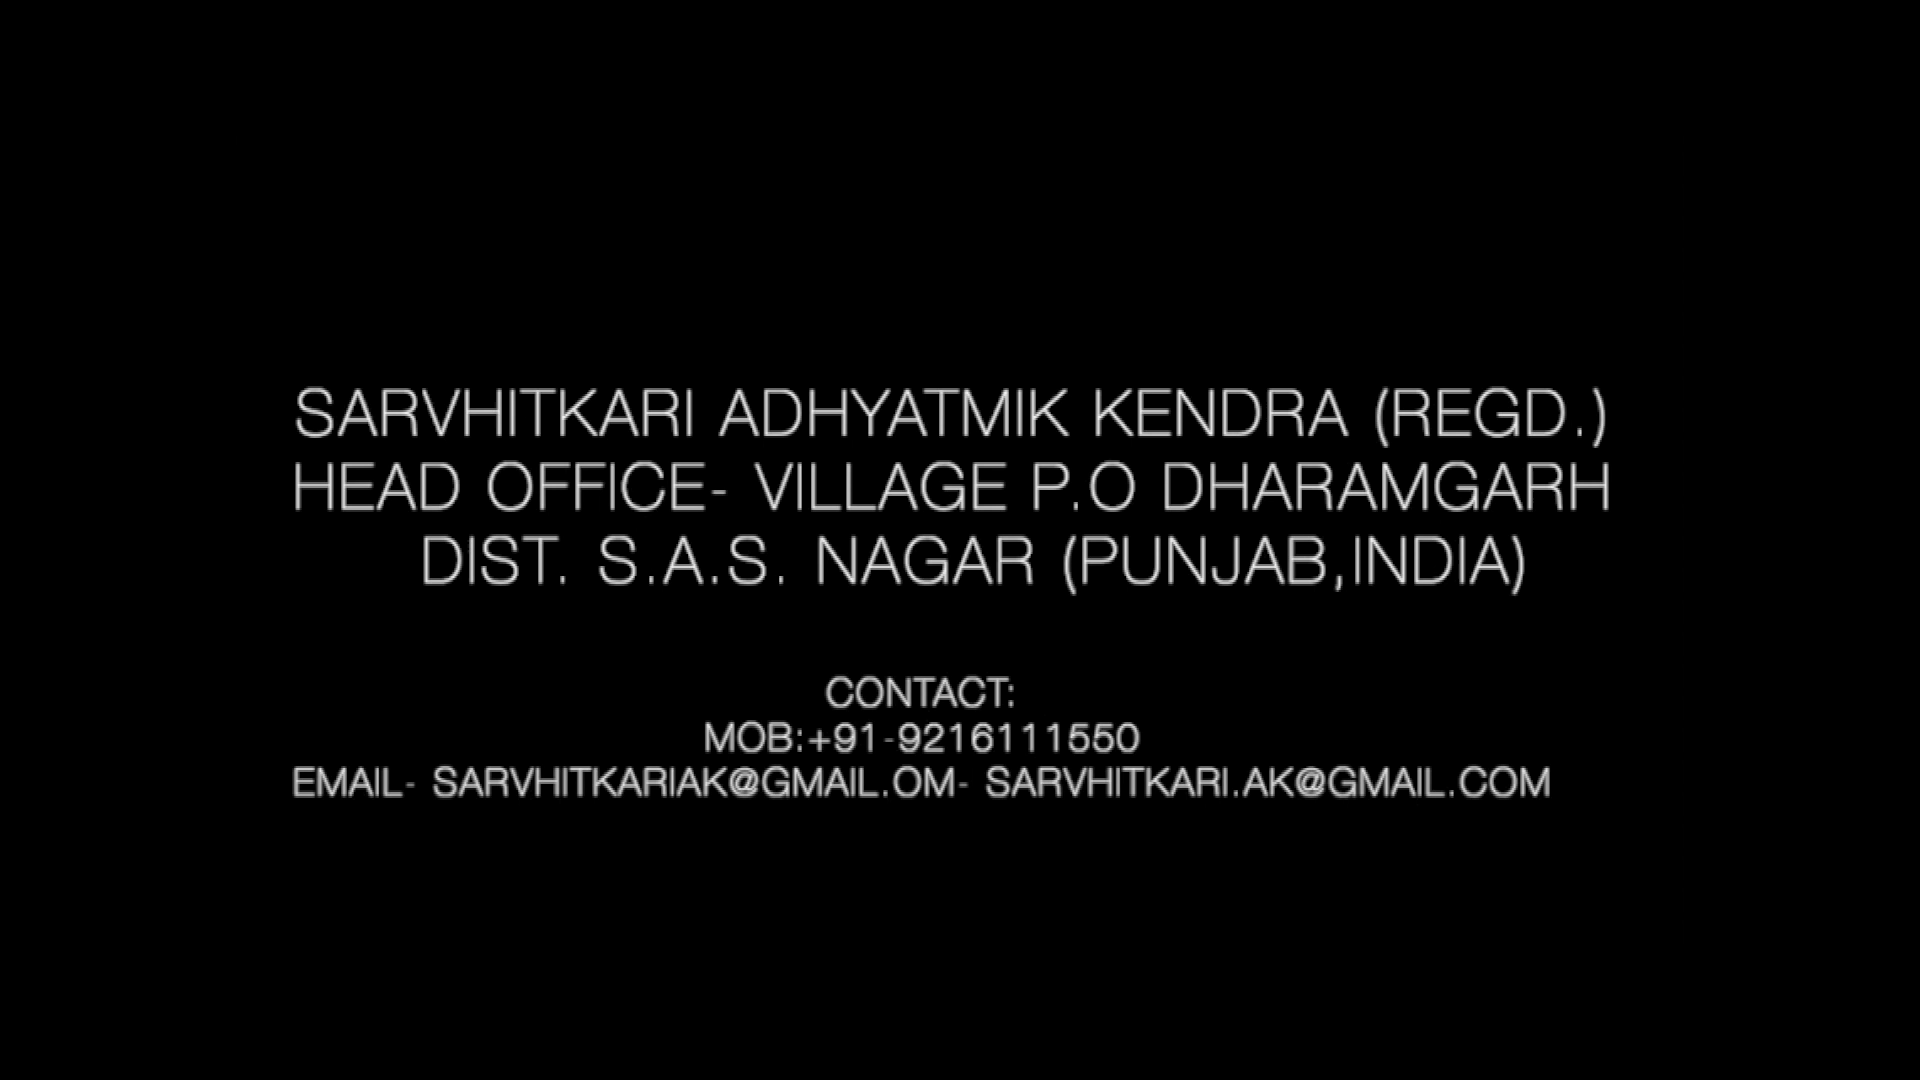 SARVHITKARI ADHYATMIK KENDRA (REGD.)
HEAD OFFICE- VILLAGE P.O DHARAMGARH
DIST. S.A.S. NAGAR (PUNJAB,INDIA)
CONTACT:
MOB:+91-9216111550
EMAIL- SARVHITKARIAK@GMAIL.OM- SARVHITKARI.AK@GMAIL.COM